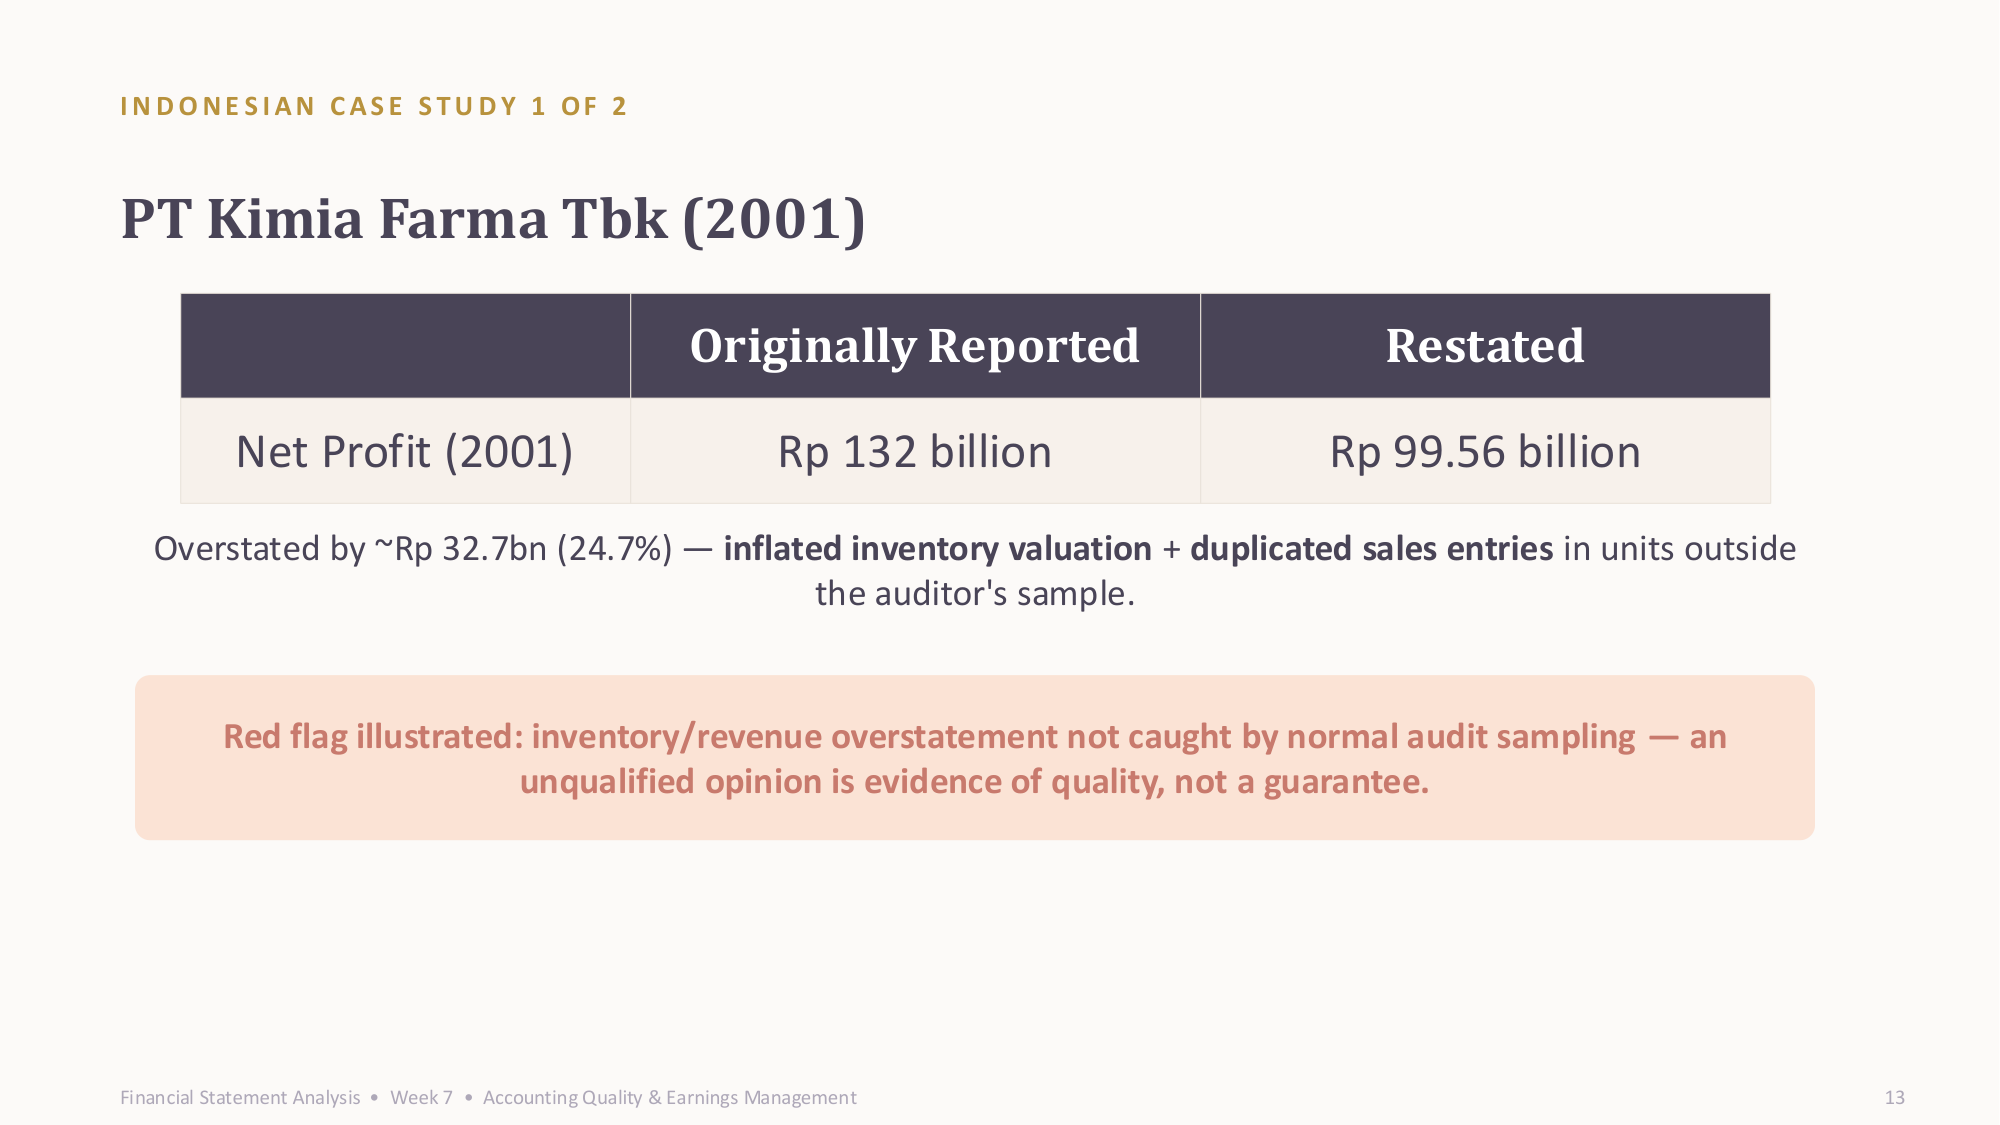 INDONESIAN CASE STUDY 1 OF 2
PT Kimia Farma Tbk (2001)
Originally Reported
Restated
Net Profit (2001)
Rp 132 billion
Rp 99.56 billion
Overstated by ~Rp 32.7bn (24.7%) — inflated inventory valuation + duplicated sales entries in units outside
the auditor's sample.
Red flag illustrated: inventory/revenue overstatement not caught by normal audit sampling — an
unqualified opinion is evidence of quality, not a guarantee.
Financial Statement Analysis • Week 7 • Accounting Quality & Earnings Management
13